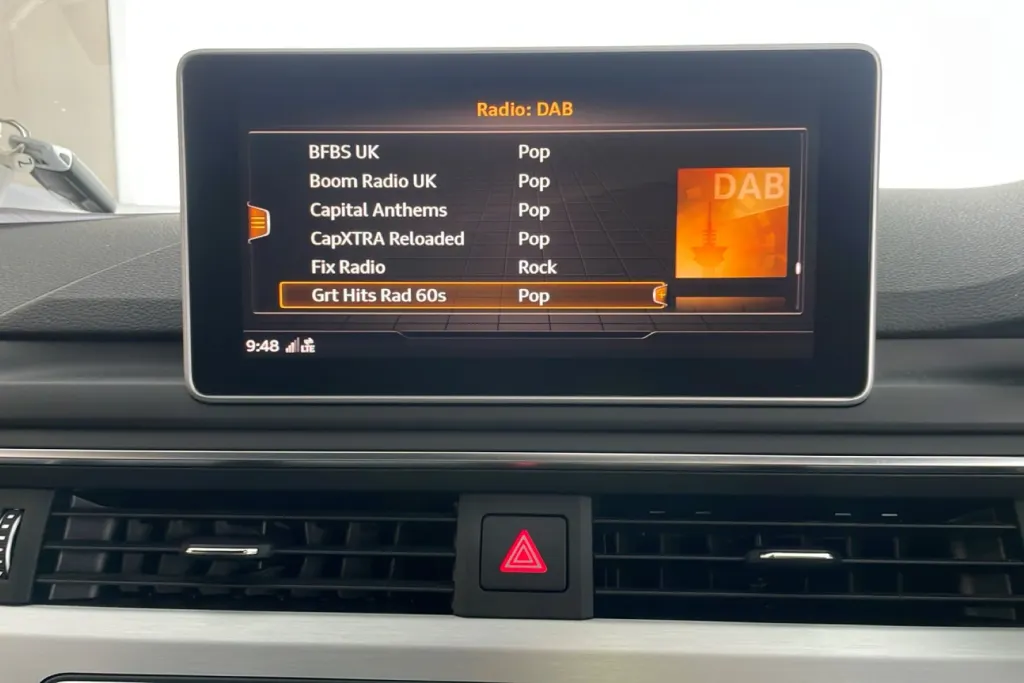 Radio: DAB
BFBS UK Pop
Boom Radio UK Pop
Capital Anthems Pop
CapXTRA Reloaded Pop
Fix Radio Rock
Grt Hits Rad 60s Pop
DAB
9:48 LTE